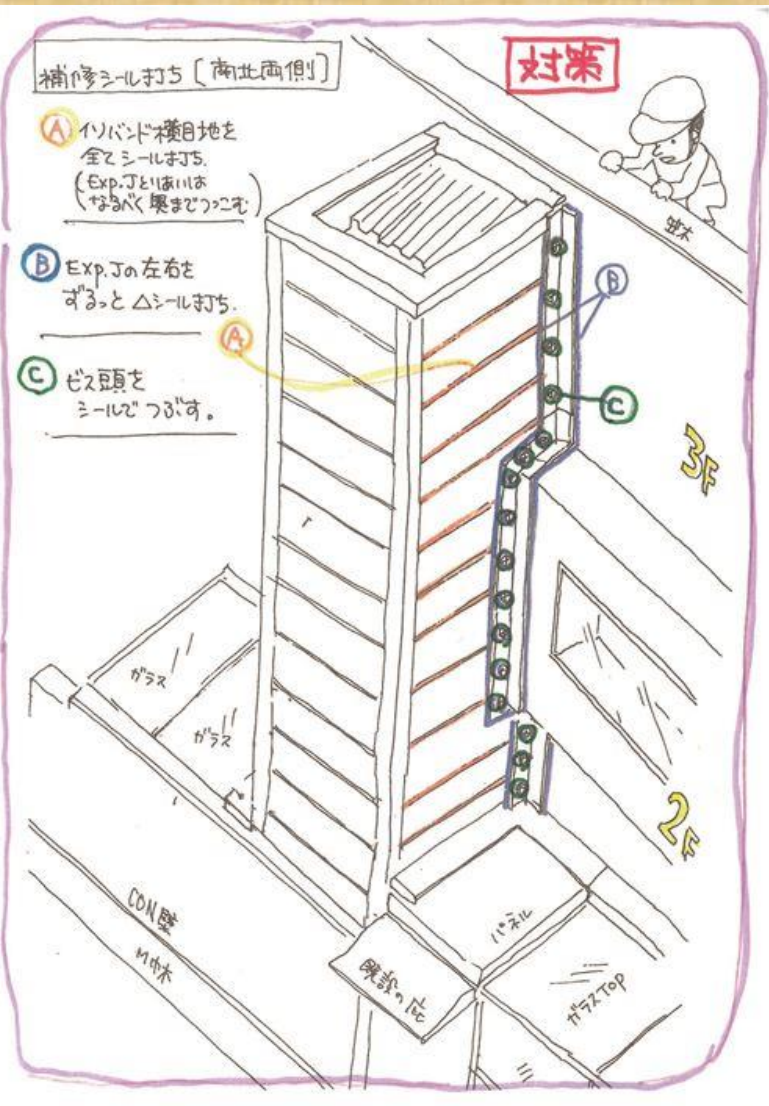 補修シール打ち [南北両側]
対策
A イソバンド横目地を
全てシール打ち.
(Exp.Jとりあいは
なるべく奥までつっこむ)
B Exp.Jの左右を
ずるっと △シール打ち.
C ビス頭を
シールで つぶす。
笠木
B
A
C
3F
ガラス
ガラス
2F
CON壁
パネル
既設の庇
ガラスTOP